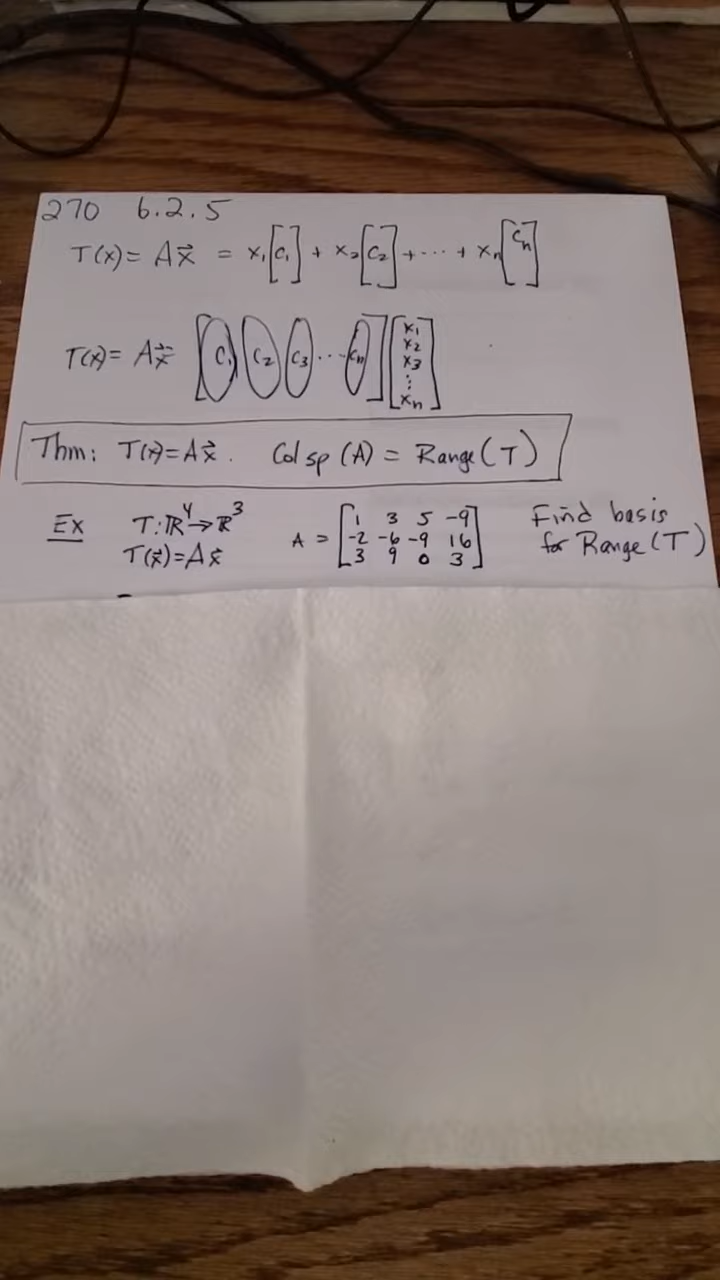 270 6.2.5
T(x) = Ax⃗ = x₁[c₁] + x₂[c₂] + ⋯ + xₙ[cₙ]
T(x) = Ax⃗ = [c₁ c₂ c₃ ⋯ cₙ][x₁ x₂ x₃ ⋮ xₙ]
Thm: T(x) = Ax⃗. Col sp (A) = Range(T)
Ex T: ℝ⁴→ℝ³ A = [1 3 5 -9; -2 -6 -9 16; 3 9 0 3] Find basis
T(x⃗) = Ax⃗ for Range(T)